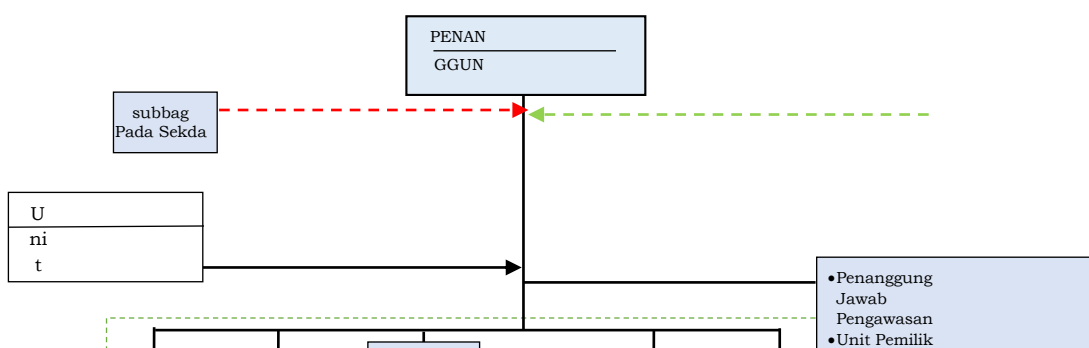 PENAN
GGUN
subbag
Pada Sekda
U
ni
t
•Penanggung
Jawab
Pengawasan
•Unit Pemilik